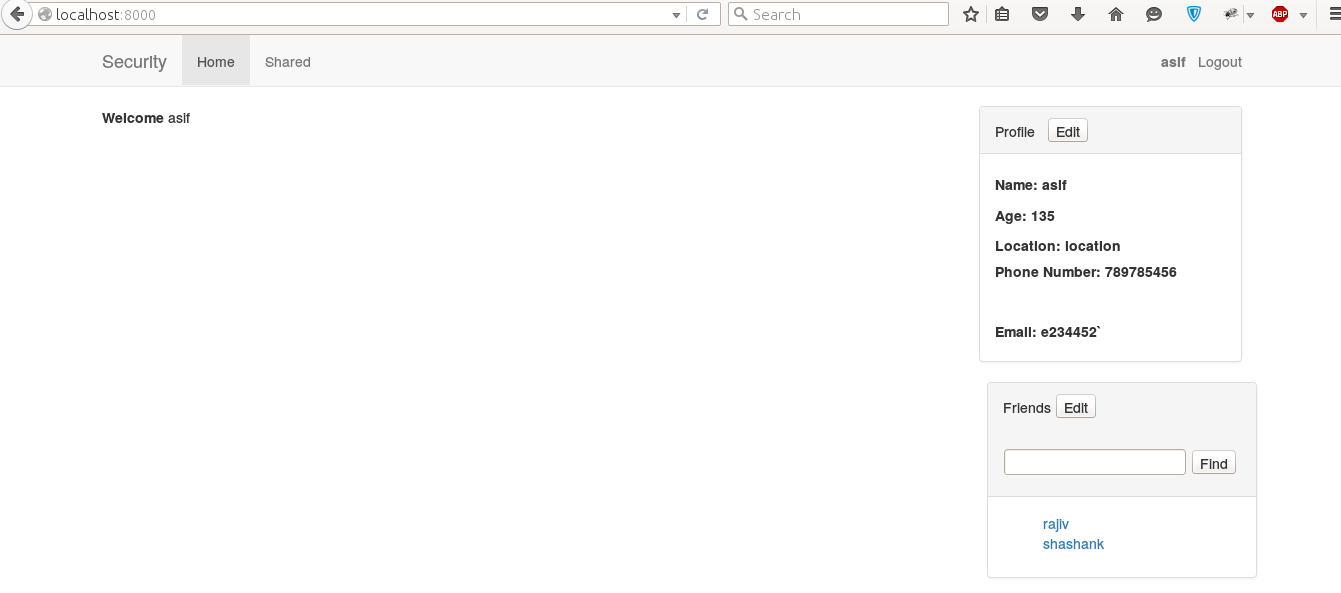 localhost:8000
Search
ABP
Security Home Shared asif Logout
Welcome asif
Profile Edit
Name: asif
Age: 135
Location: location
Phone Number: 789785456
Email: e234452`
Friends Edit
Find
rajiv
shashank